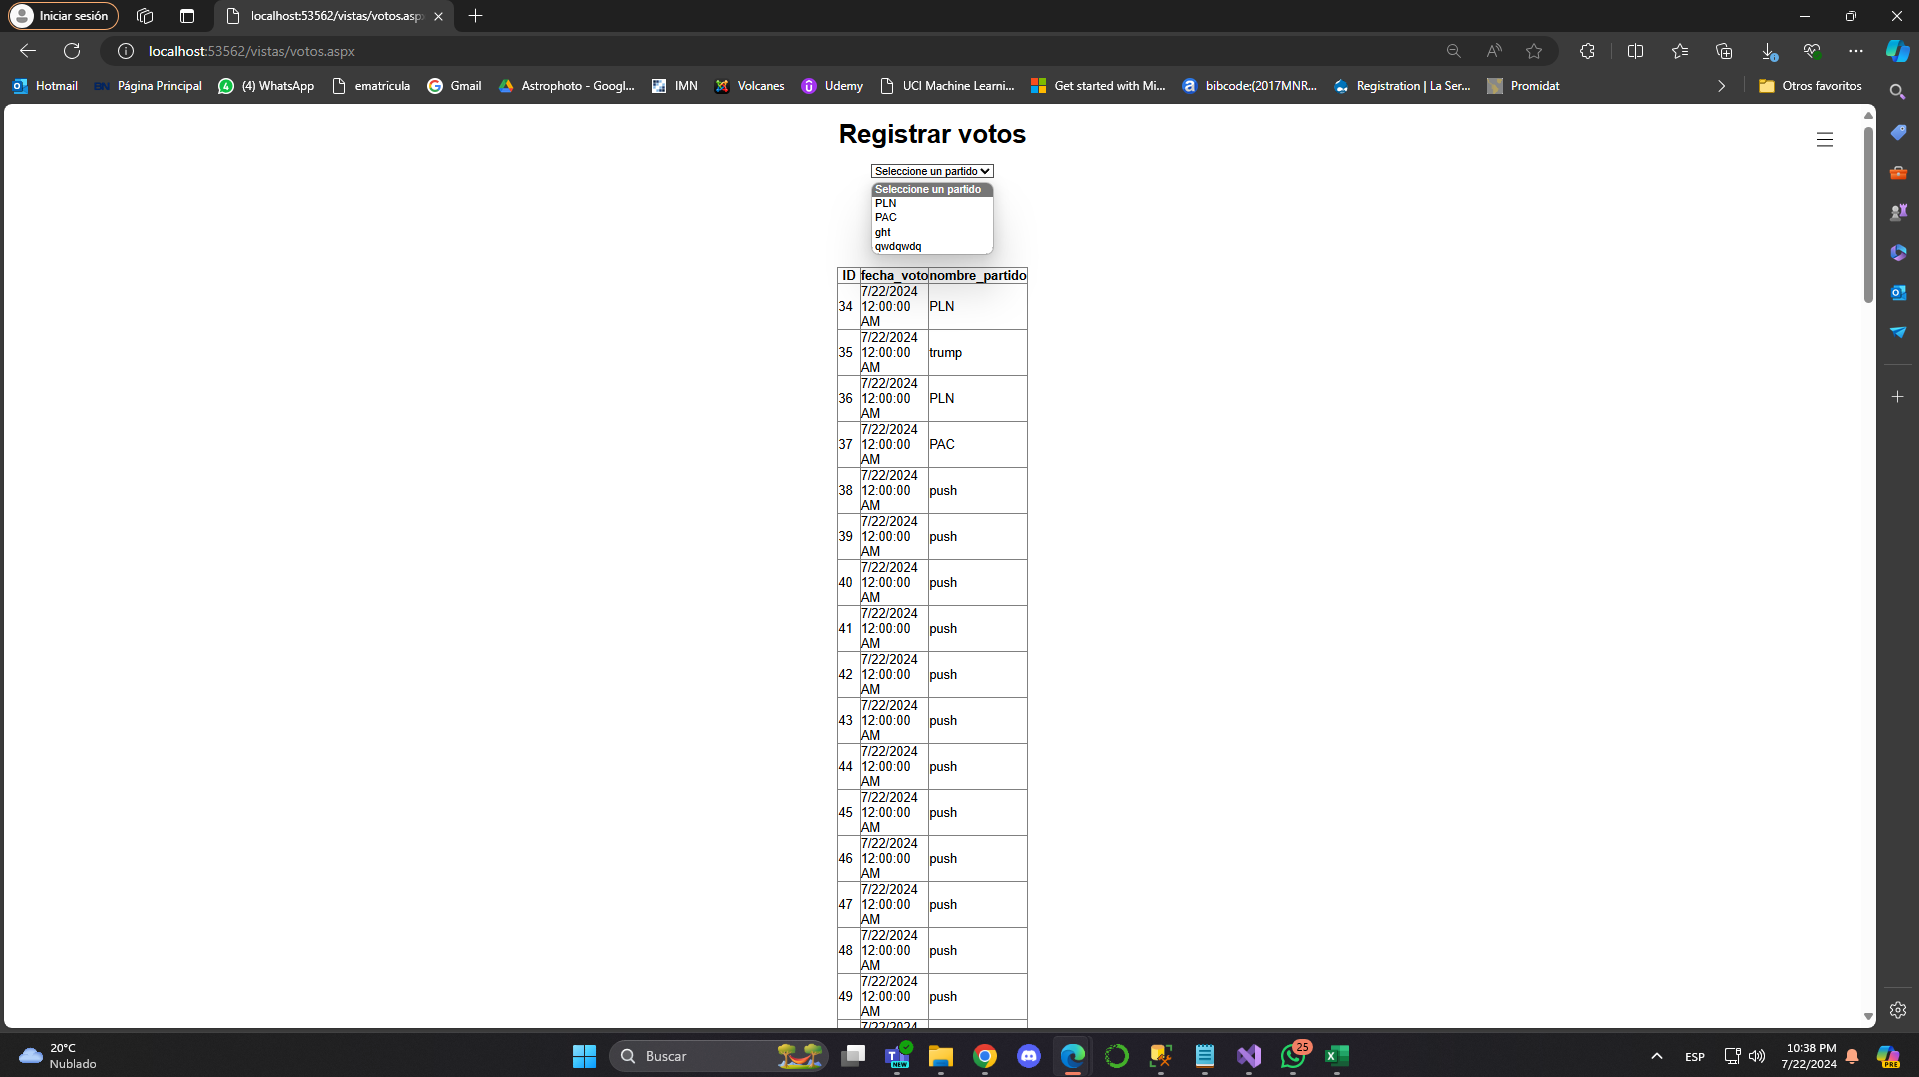 Iniciar sesión
localhost:53562/vistas/votos.asp
localhost:53562/vistas/votos.aspx
Hotmail
BN Página Principal
(4) WhatsApp
ematricula
Gmail
Astrophoto - Googl...
IMN
Volcanes
Udemy
UCI Machine Learni...
Get started with Mi...
bibcode:(2017MNR...
Registration | La Ser...
Promidat
Otros favoritos
Registrar votos
Seleccione un partido
Seleccione un partido
PLN
PAC
ght
qwdqwdq
ID fecha_voto nombre_partido
7/22/2024
34 12:00:00 PLN
AM
7/22/2024
35 12:00:00 trump
AM
7/22/2024
36 12:00:00 PLN
AM
7/22/2024
37 12:00:00 PAC
AM
7/22/2024
38 12:00:00 push
AM
7/22/2024
39 12:00:00 push
AM
7/22/2024
40 12:00:00 push
AM
7/22/2024
41 12:00:00 push
AM
7/22/2024
42 12:00:00 push
AM
7/22/2024
43 12:00:00 push
AM
7/22/2024
44 12:00:00 push
AM
7/22/2024
45 12:00:00 push
AM
7/22/2024
46 12:00:00 push
AM
7/22/2024
47 12:00:00 push
AM
7/22/2024
48 12:00:00 push
AM
7/22/2024
49 12:00:00 push
AM
7/22/2024
20°C
Nublado
Buscar
NEW
25
ESP
10:38 PM
7/22/2024
PRE